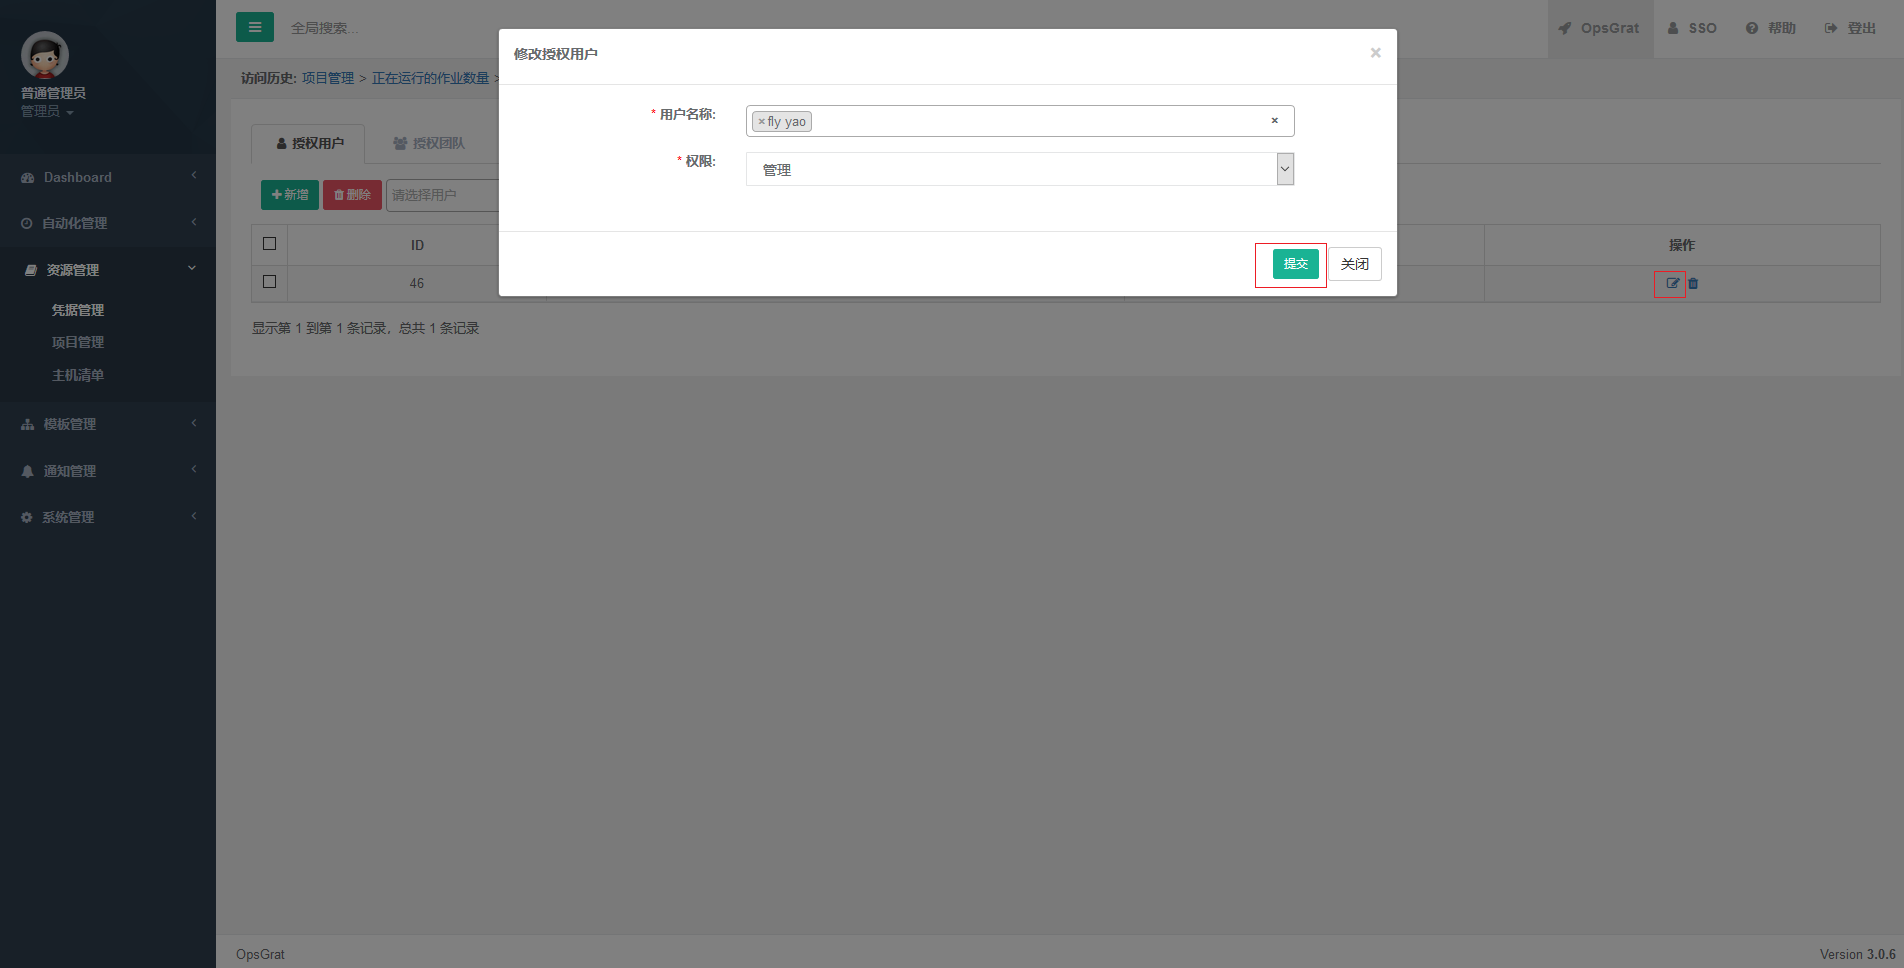 普通管理员
管理员
Dashboard
自动化管理
资源管理
凭据管理
项目管理
主机清单
模板管理
通知管理
系统管理
全局搜索...
OpsGrat
SSO
帮助
登出
访问历史: 项目管理 > 正在运行的作业数量 >
授权用户
授权团队
新增
删除
请选择用户
ID
操作
46
显示第 1 到第 1 条记录，总共 1 条记录
修改授权用户
×
* 用户名称:
×fly yao
×
* 权限:
管理
提交
关闭
OpsGrat
Version 3.0.6